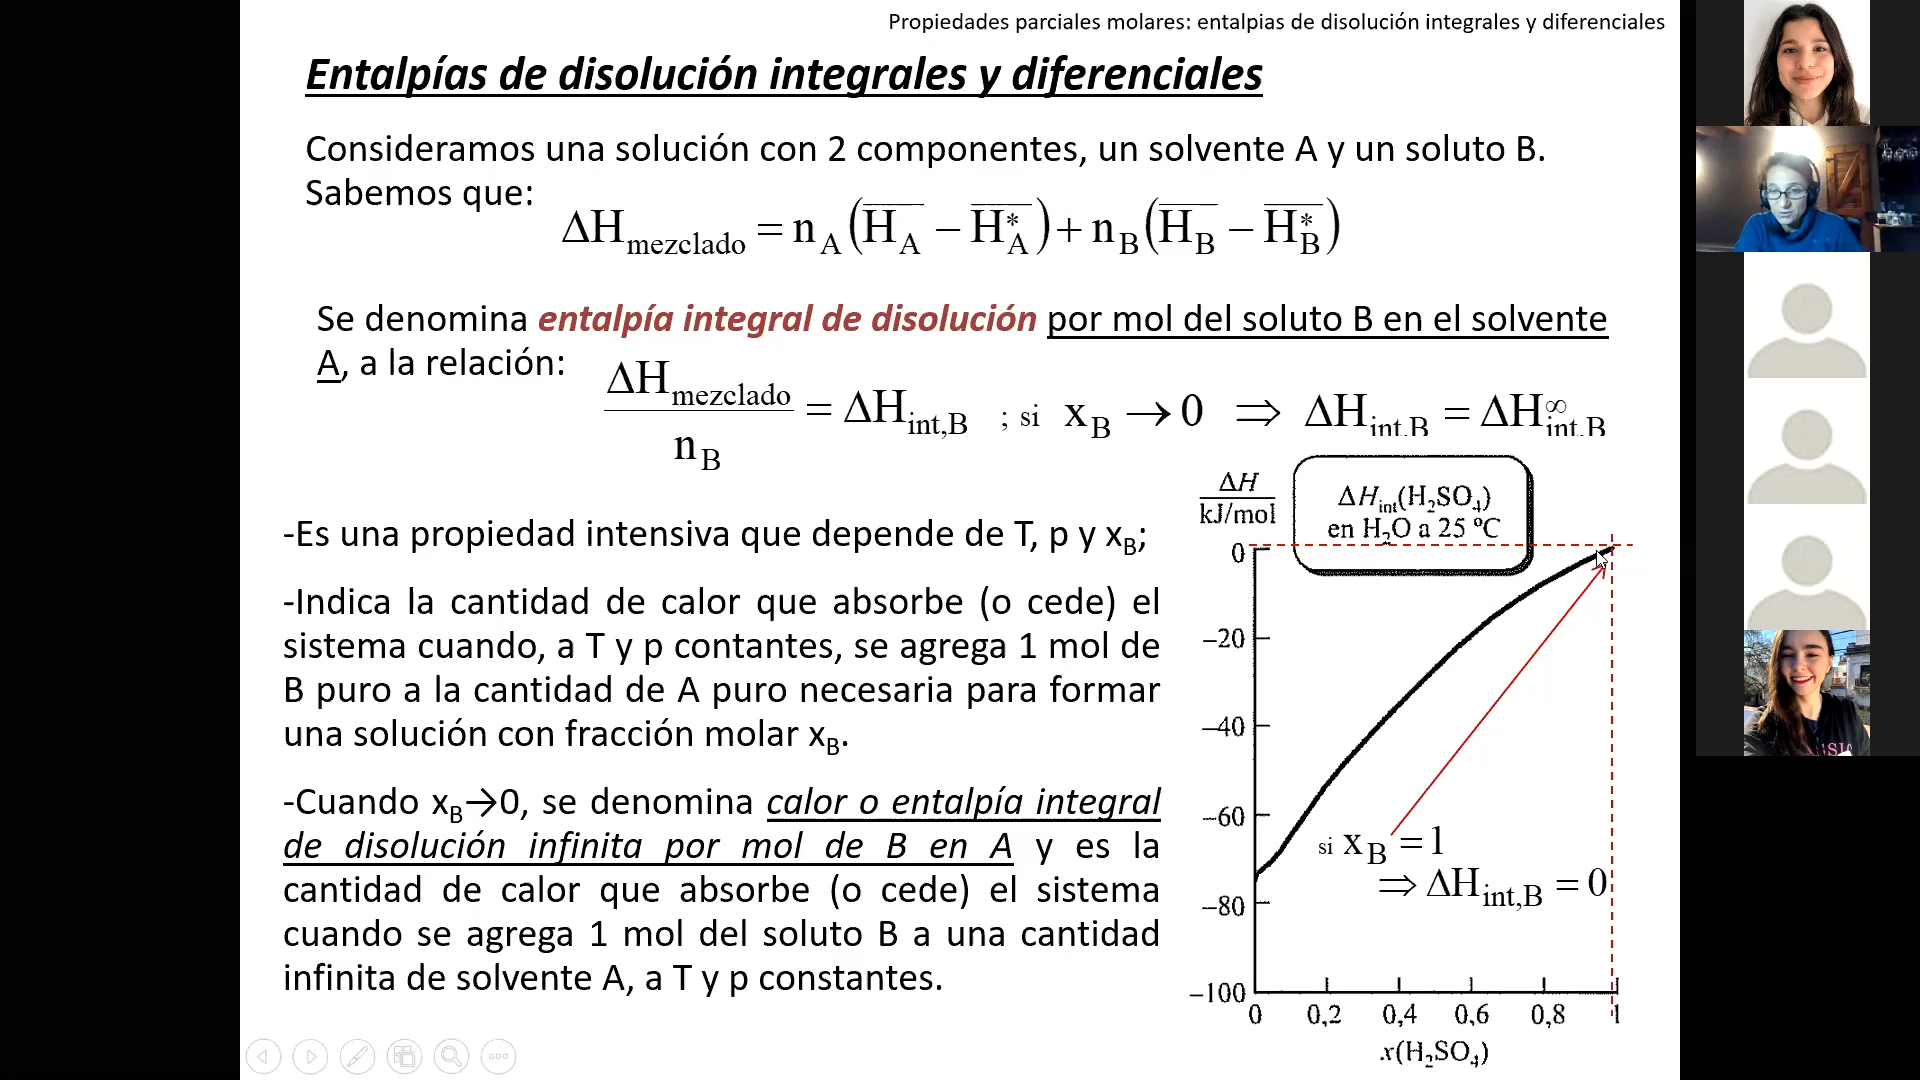 Propiedades parciales molares: entalpias de disolución integrales y diferenciales
Entalpías de disolución integrales y diferenciales
Consideramos una solución con 2 componentes, un solvente A y un soluto B.
Sabemos que:
ΔH_mezclado = n_A (H̅_A − H̅*_A) + n_B (H̅_B − H̅*_B)
Se denomina entalpía integral de disolución por mol del soluto B en el solvente
A, a la relación:
ΔH_mezclado / n_B = ΔH_int,B ; si x_B → 0 ⇒ ΔH_int,B = ΔH^∞_int,B
-Es una propiedad intensiva que depende de T, p y x_B;
-Indica la cantidad de calor que absorbe (o cede) el
sistema cuando, a T y p contantes, se agrega 1 mol de
B puro a la cantidad de A puro necesaria para formar
una solución con fracción molar x_B.
-Cuando x_B→0, se denomina calor o entalpía integral
de disolución infinita por mol de B en A y es la
cantidad de calor que absorbe (o cede) el sistema
cuando se agrega 1 mol del soluto B a una cantidad
infinita de solvente A, a T y p constantes.
ΔH
kJ/mol
ΔH_int(H₂SO₄)
en H₂O a 25 ºC
0
−20
−40
−60
−80
−100
si x_B = 1
⇒ ΔH_int,B = 0
0 0,2 0,4 0,6 0,8 1
x(H₂SO₄)